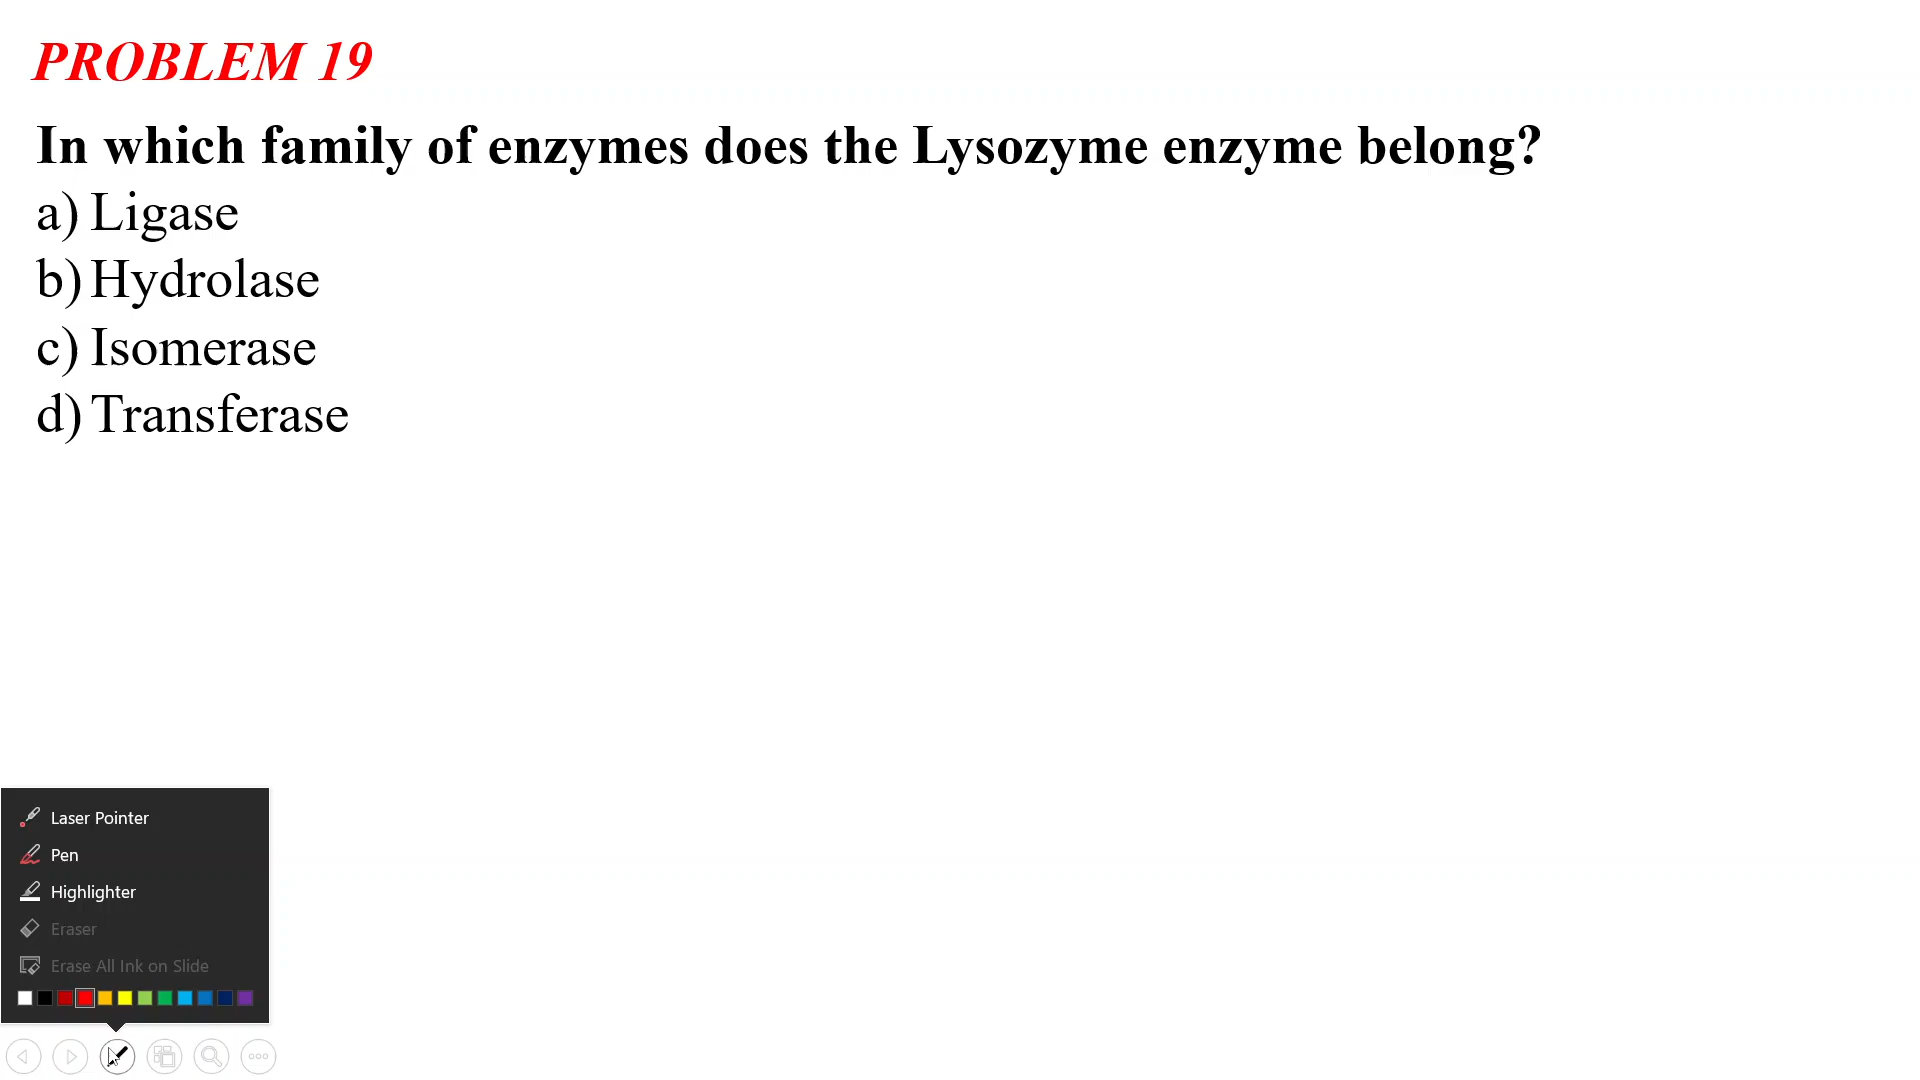 PROBLEM 19
In which family of enzymes does the Lysozyme enzyme belong?
a) Ligase
b) Hydrolase
c) Isomerase
d) Transferase
Laser Pointer
Pen
Highlighter
Eraser
Erase All Ink on Slide